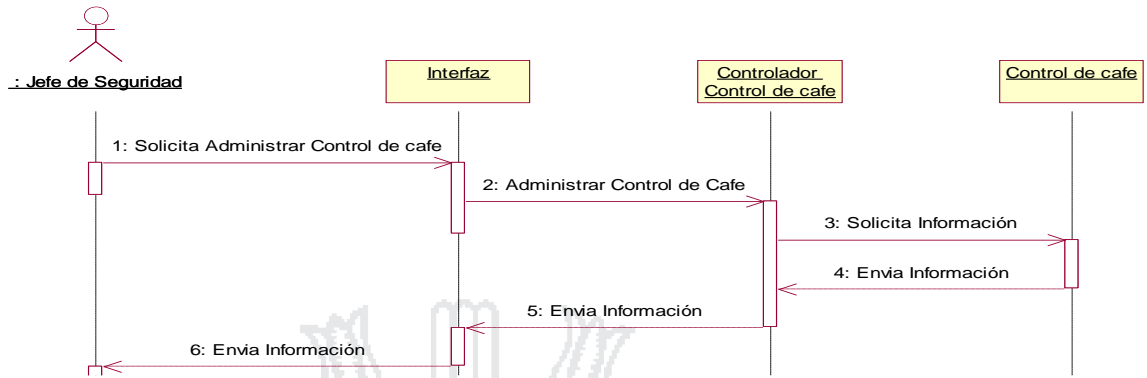 : Jefe de Seguridad
Interfaz
Controlador
Control de cafe
Control de cafe
1: Solicita Administrar Control de cafe
2: Administrar Control de Cafe
3: Solicita Información
4: Envia Información
5: Envia Información
6: Envia Información